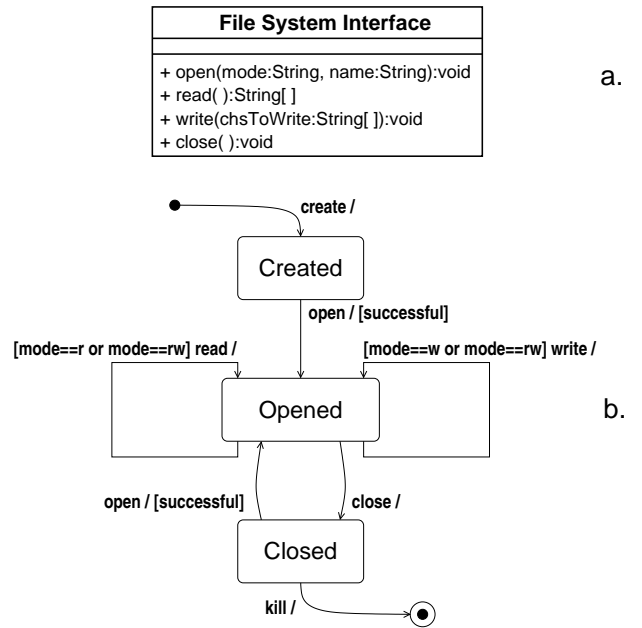 File System Interface
+ open(mode:String, name:String):void
+ read( ):String[ ]
+ write(chsToWrite:String[ ]):void
+ close( ):void
a.
create /
Created
open / [successful]
[mode==r or mode==rw] read /
[mode==w or mode==rw] write /
Opened
b.
open / [successful]
close /
Closed
kill /